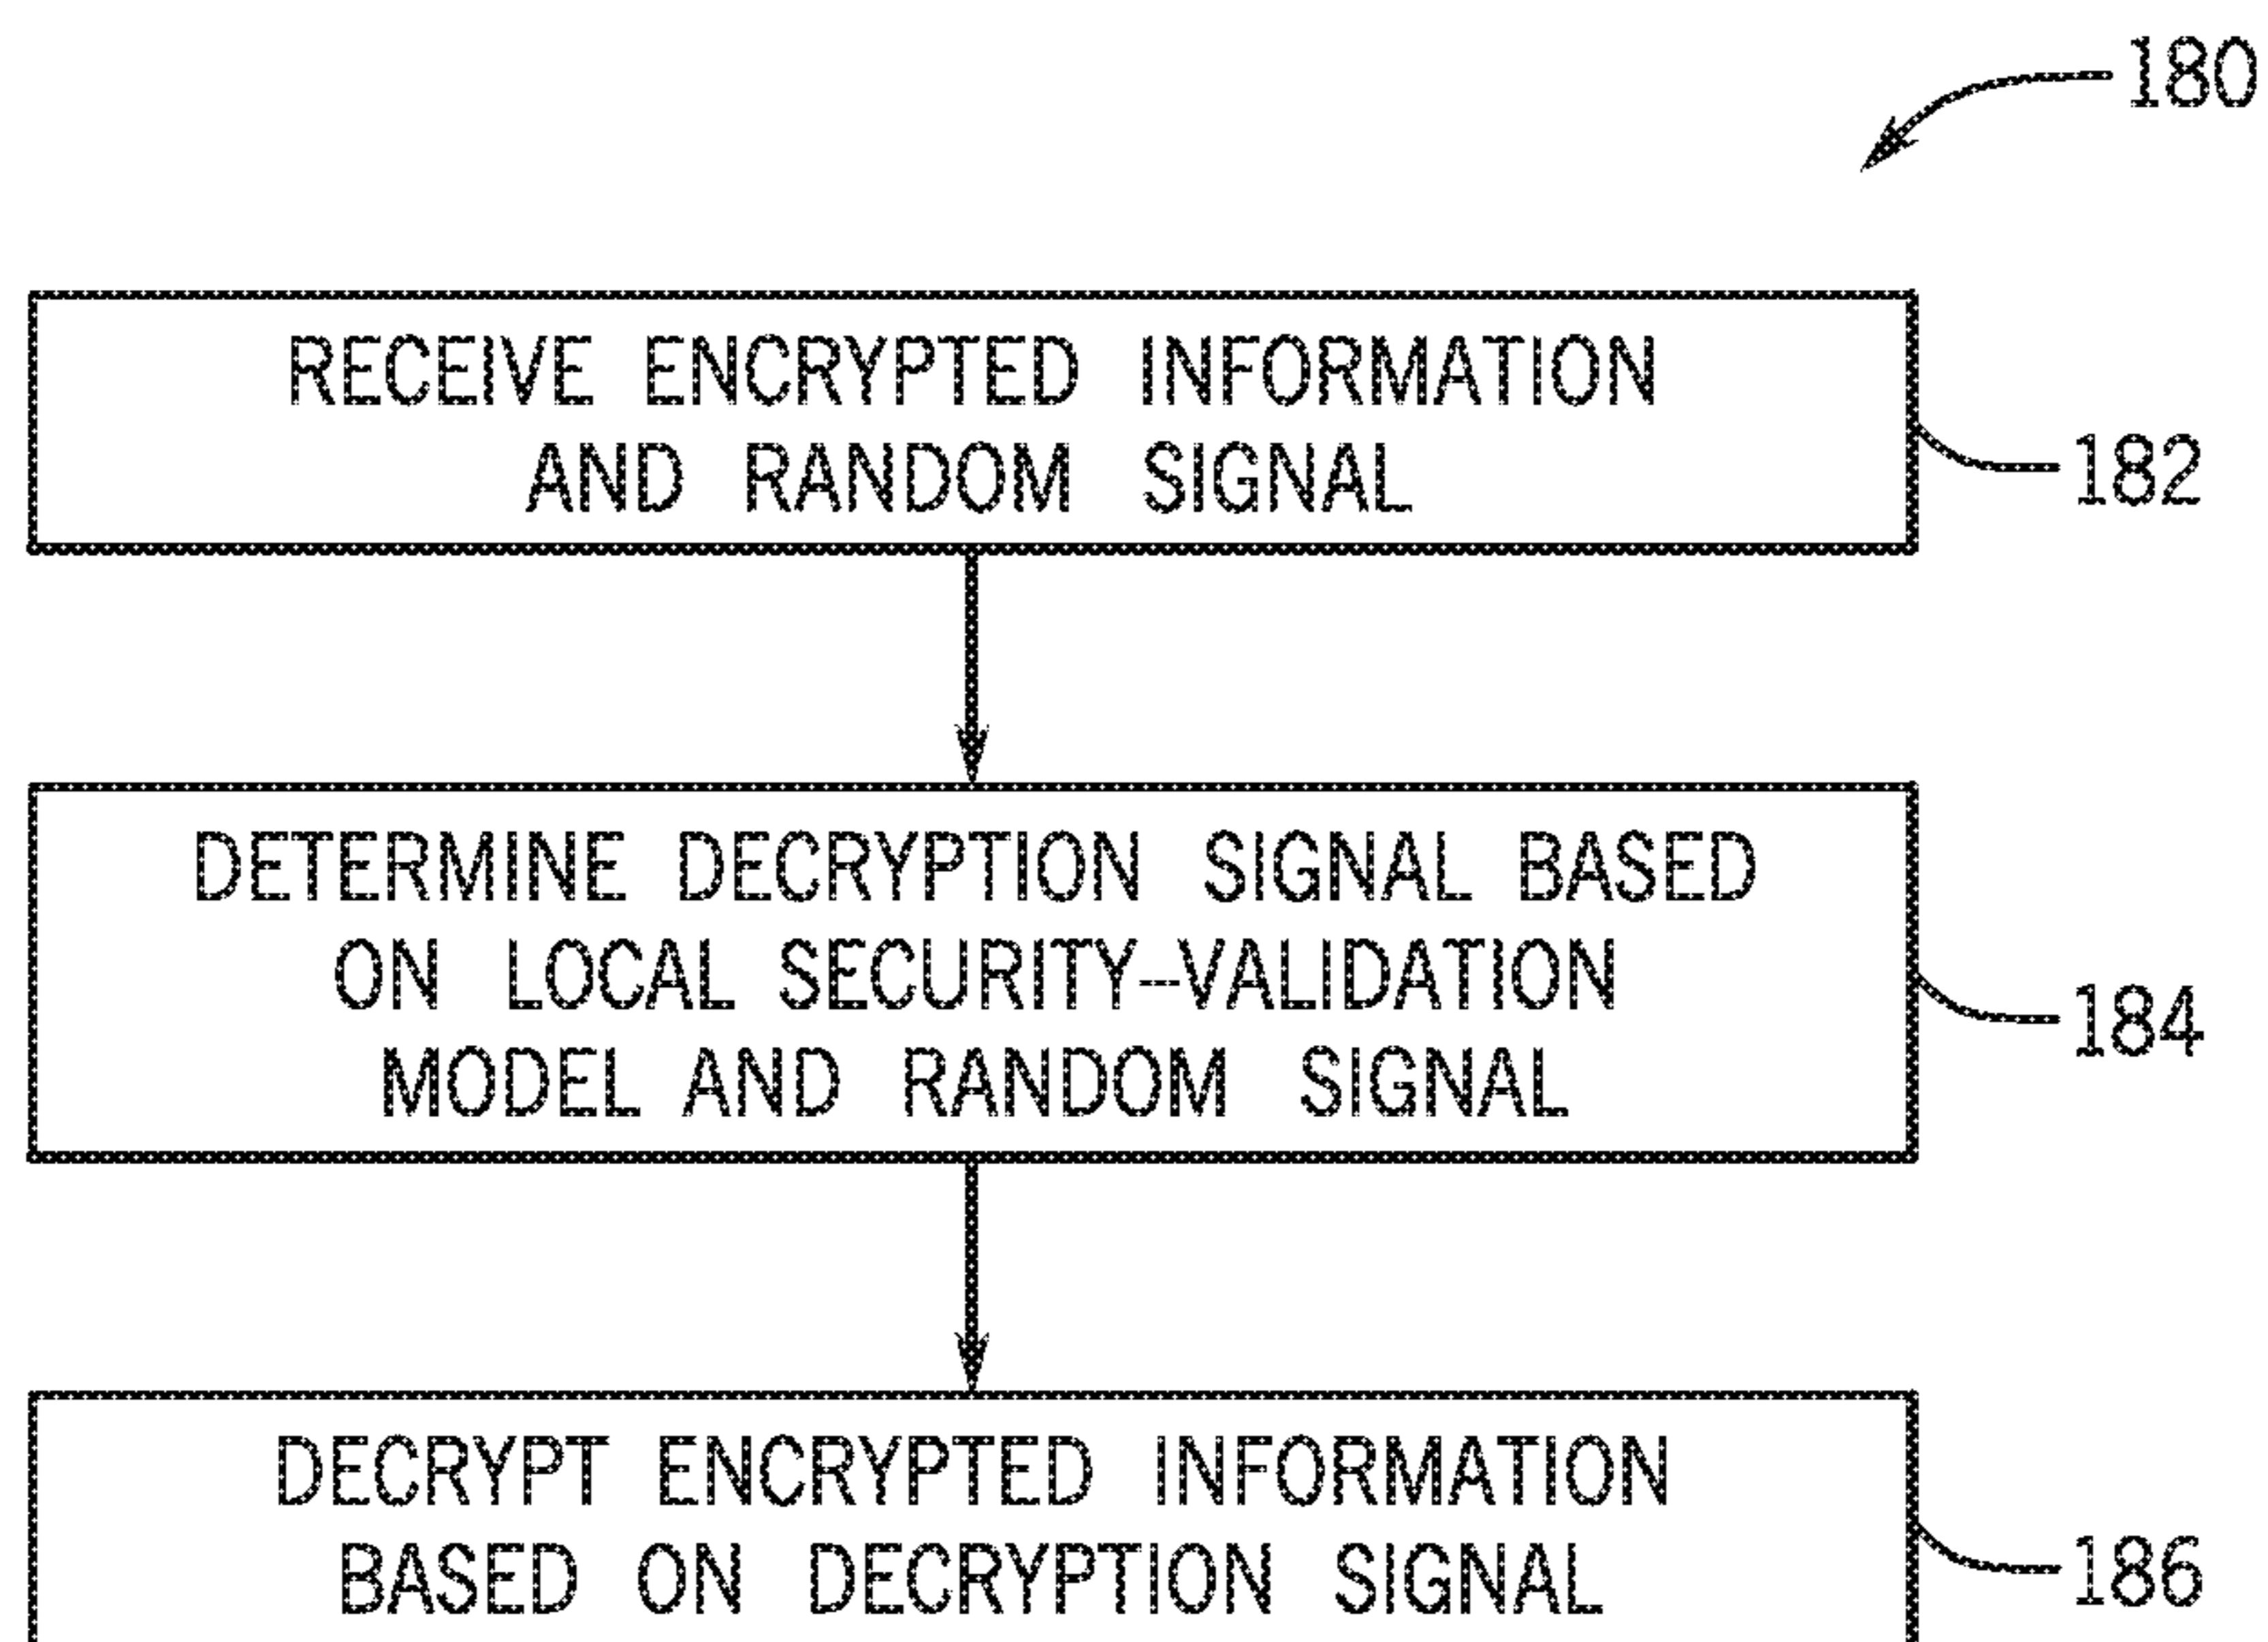 180
RECEIVE ENCRYPTED INFORMATION
AND RANDOM SIGNAL
182
DETERMINE DECRYPTION SIGNAL BASED
ON LOCAL SECURITY-VALIDATION
MODEL AND RANDOM SIGNAL
184
DECRYPT ENCRYPTED INFORMATION
BASED ON DECRYPTION SIGNAL
186